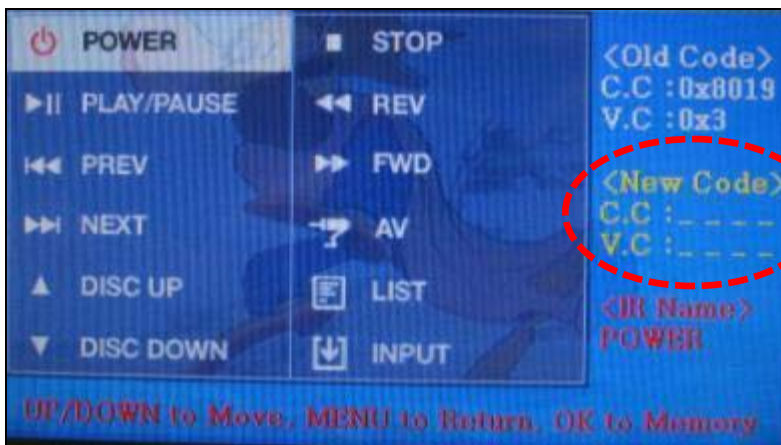 POWER
PLAY/PAUSE
PREV
NEXT
DISC UP
DISC DOWN
STOP
REV
FWD
AV
LIST
INPUT
<Old Code>
C.C :0x8019
V.C :0x3
<New Code>
C.C :_ _ _ _
V.C :_ _ _ _
<IR Name>
POWER
UP/DOWN to Move, MENU to Return, OK to Memory